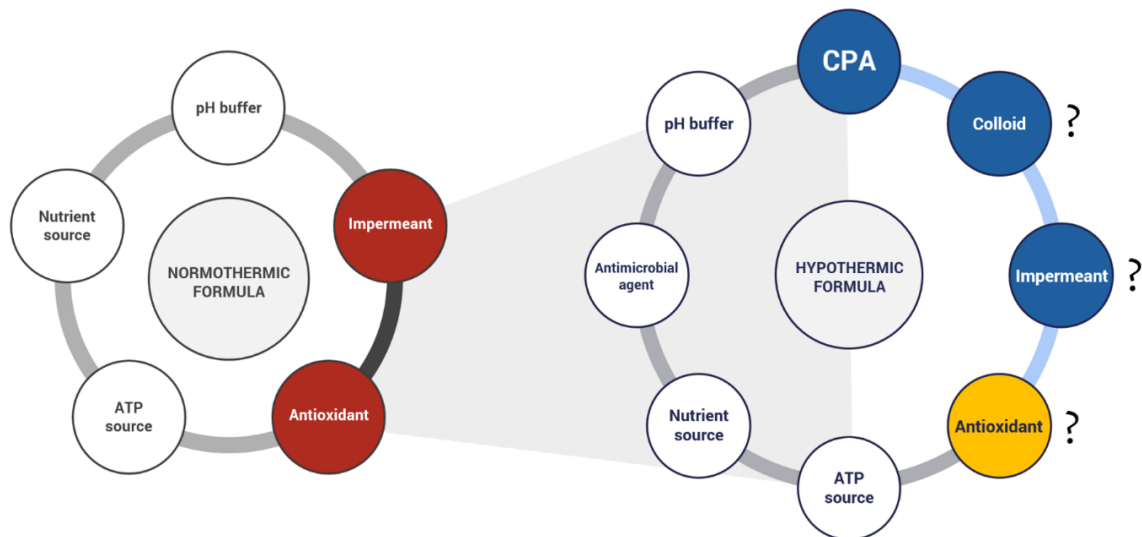 pH buffer
Nutrient
source
Impermeant
NORMOTHERMIC
FORMULA
ATP
source
Antioxidant
CPA
pH buffer
Colloid
?
Antimicrobial
agent
HYPOTHERMIC
FORMULA
Impermeant
?
Nutrient
source
Antioxidant
?
ATP
source